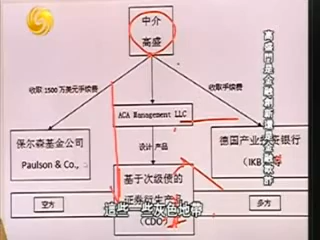 中介
高盛
收取 1500 万美元手续费
收取手续费
ACA Management LLC
设计 产品
保尔森基金公司
Paulson & Co.,
基于次级债的
证券衍生产品
(CDO)
德国产业投资银行
(IKB)等
空方
多方
這些一些灰色地帶